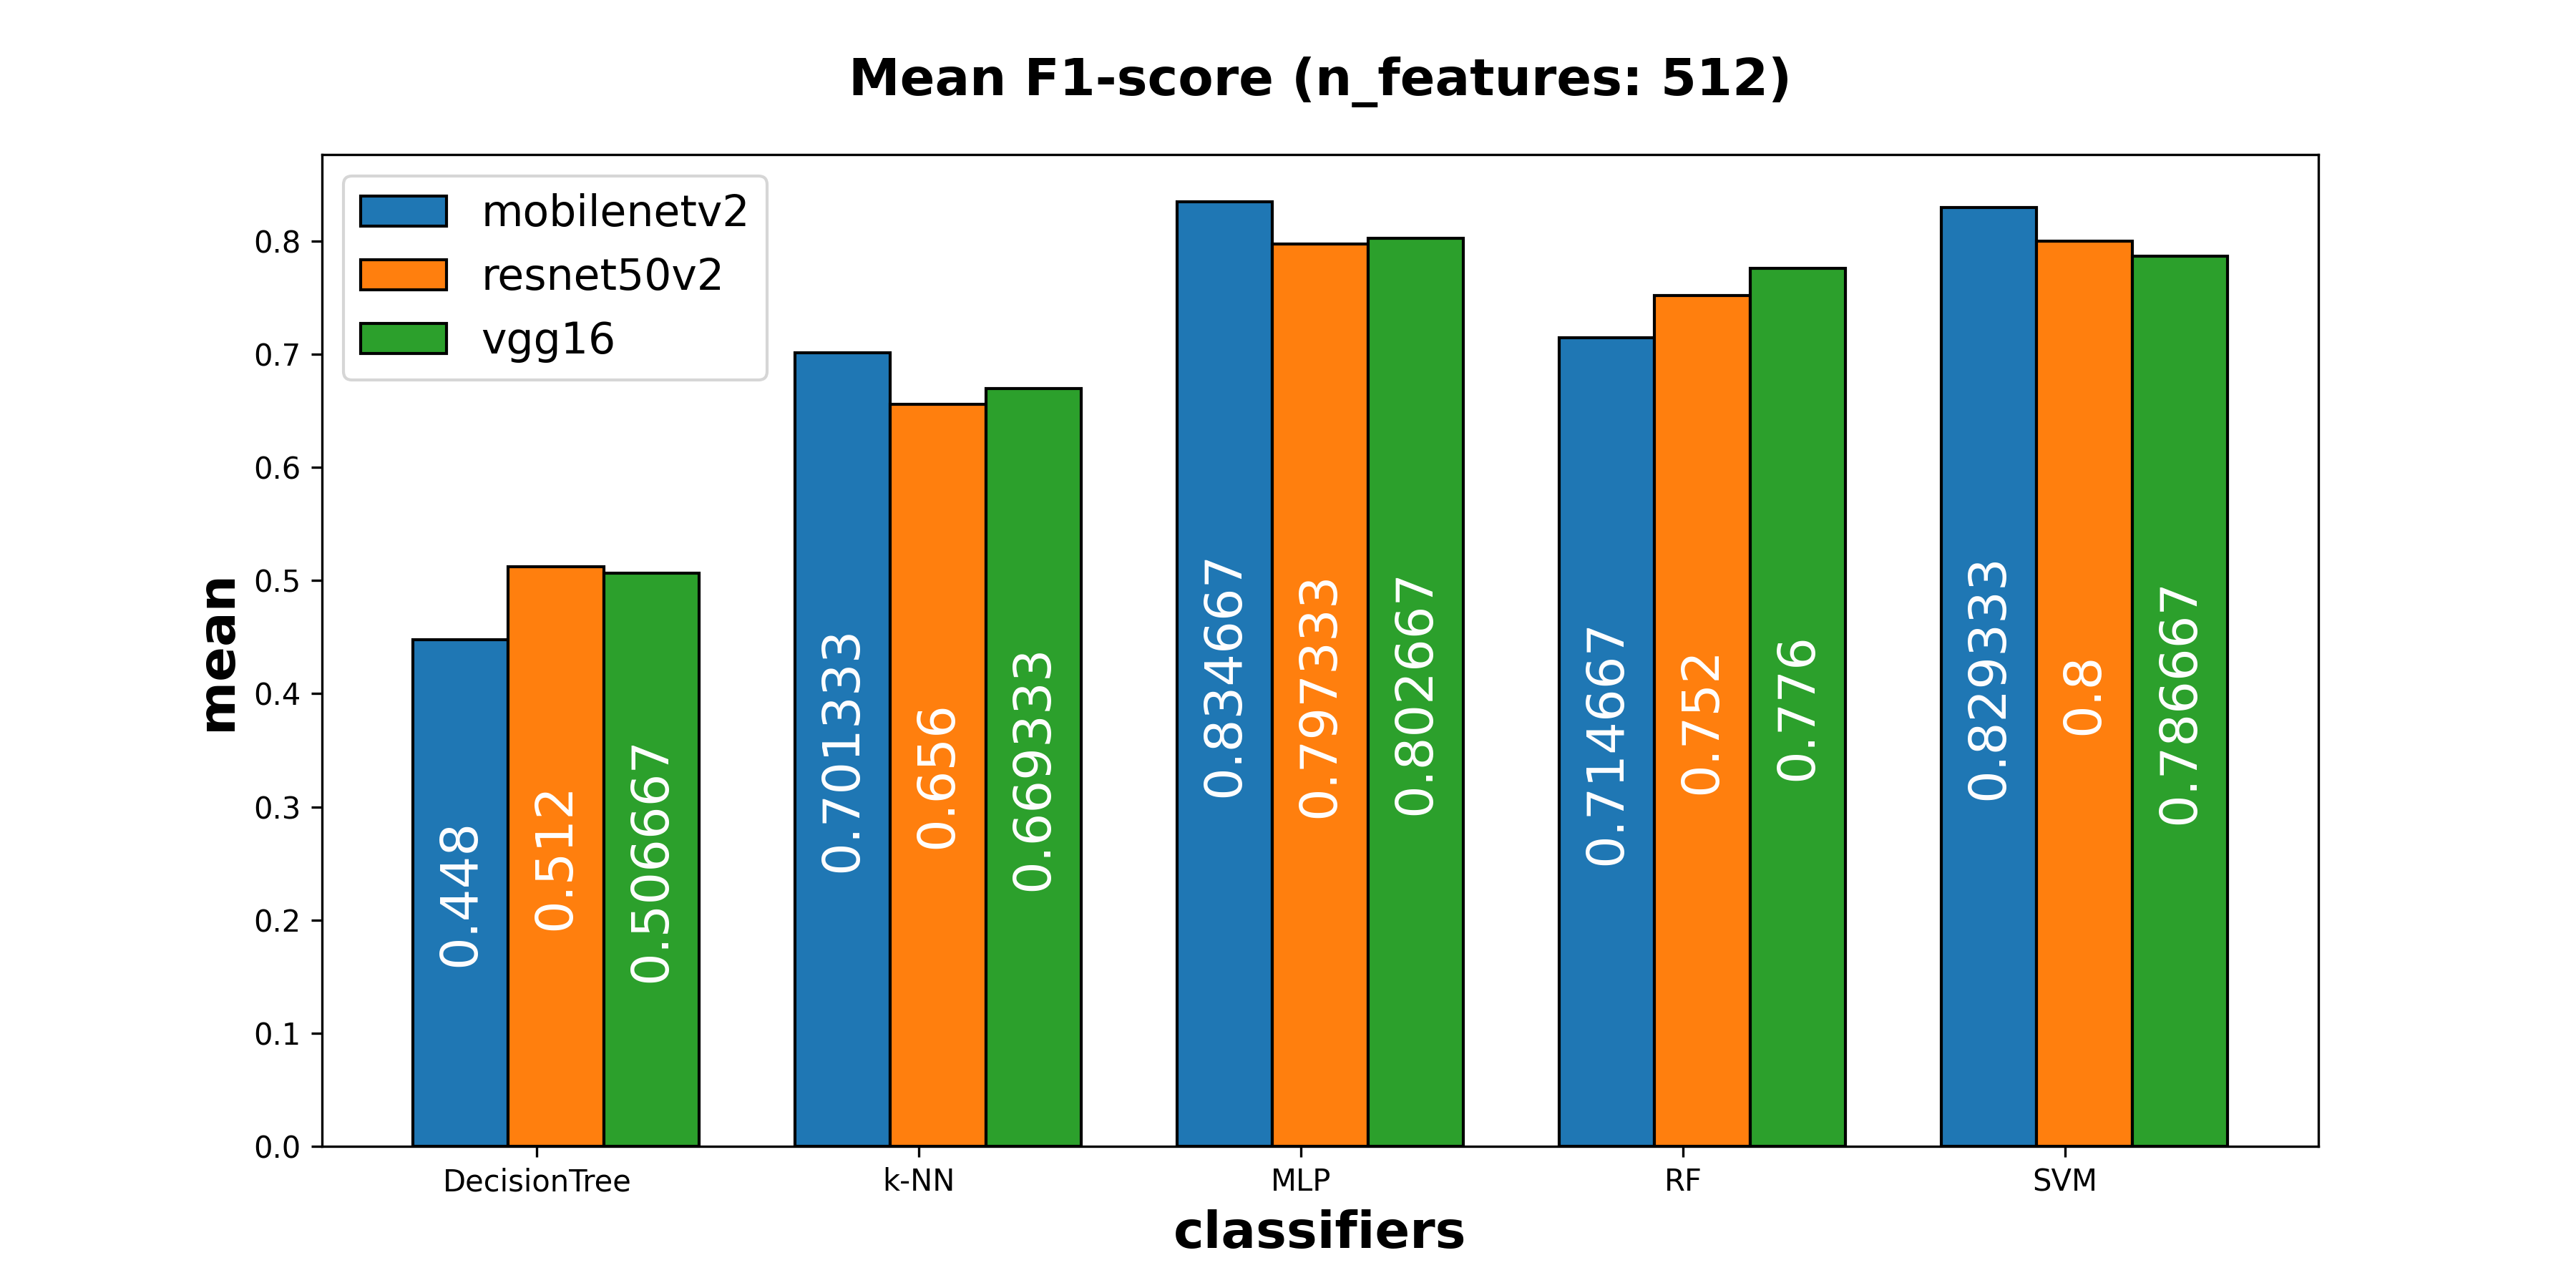 Mean F1-score (n_features: 512)
mobilenetv2
resnet50v2
vgg16
mean
0.8
0.7
0.6
0.5
0.4
0.3
0.2
0.1
0.0
0.448
0.512
0.506667
0.701333
0.656
0.669333
0.834667
0.797333
0.802667
0.714667
0.752
0.776
0.829333
0.8
0.786667
DecisionTree
k-NN
MLP
RF
SVM
classifiers